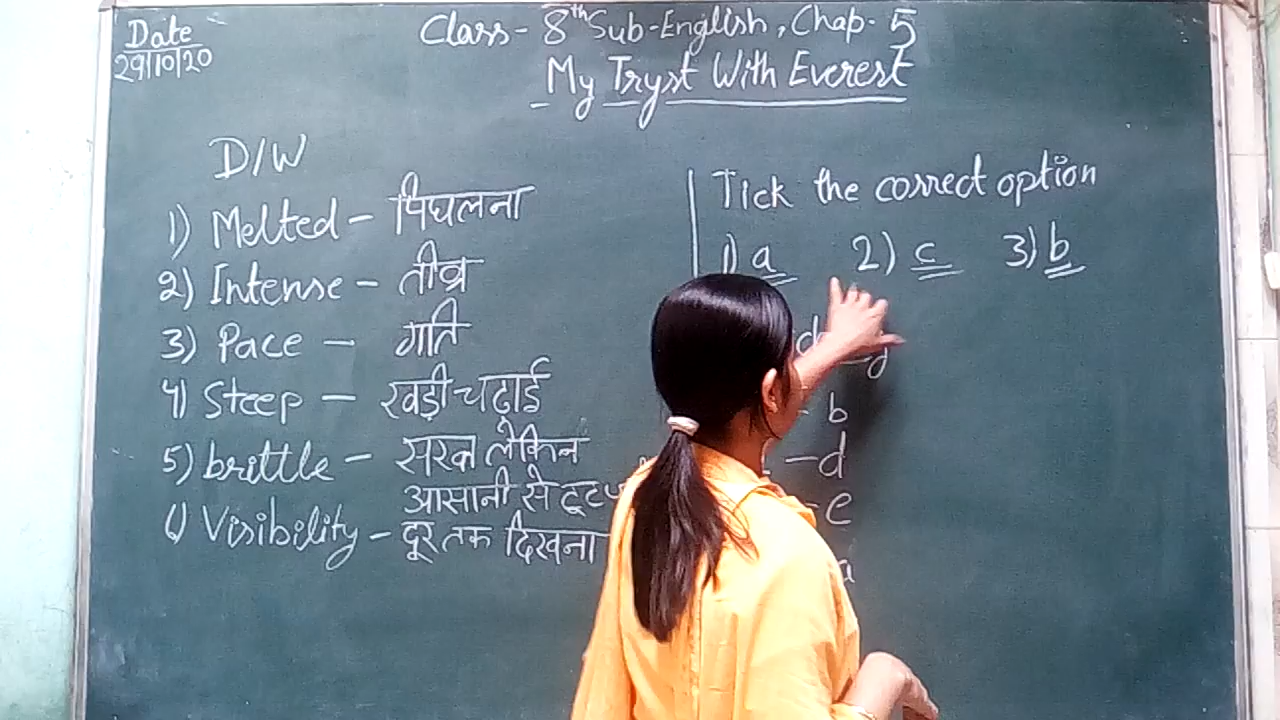 Date
29/10/20
Class- 8th Sub-English, Chap- 5
My Tryst With Everest
D/W
1) Melted - पिघलना
2) Intense - तीव्र
3) Pace - गति
4) Steep - खड़ी चढ़ाई
5) brittle - सख्त लेकिन
आसानी से
6) Visibility - दूर तक दिखना
Tick the correct option
1) a 2) c 3) b
- b
- d
- e
a